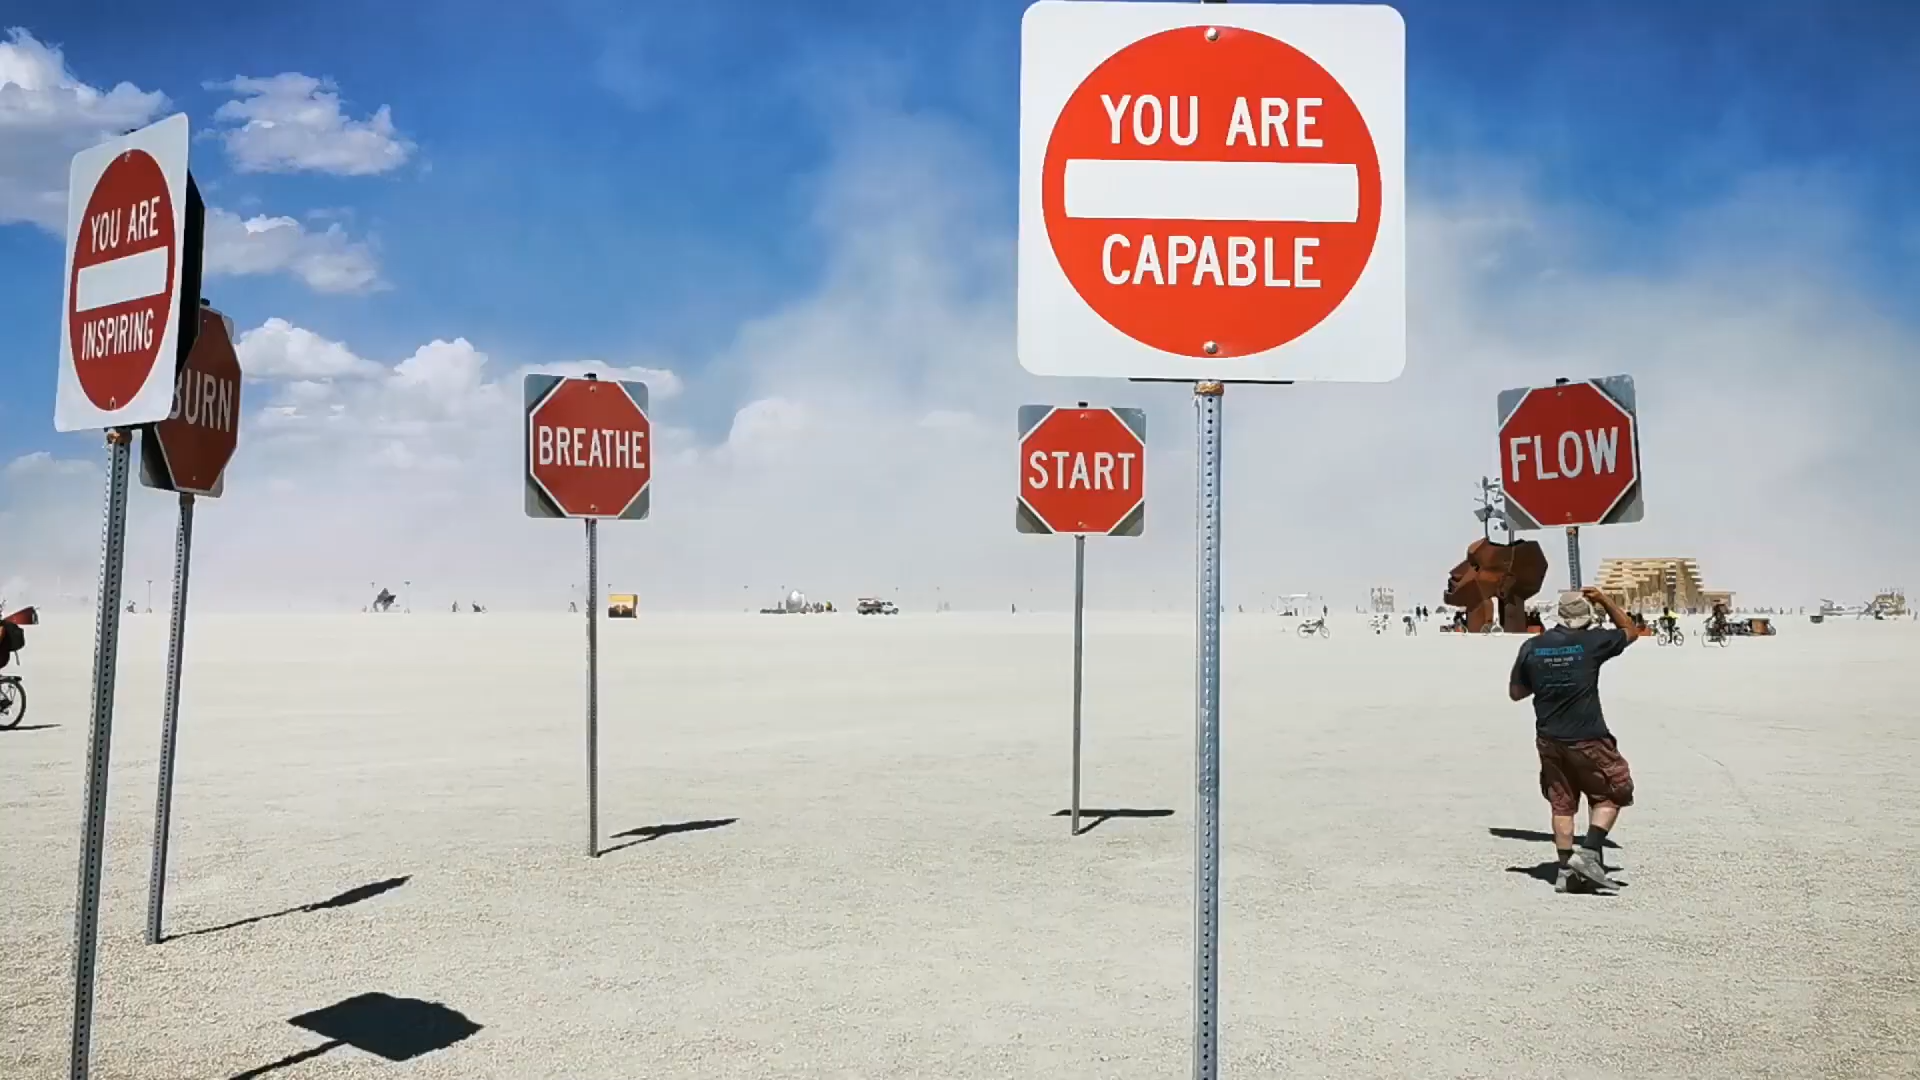 YOU ARE
INSPIRING
BURN
BREATHE
START
YOU ARE
CAPABLE
FLOW